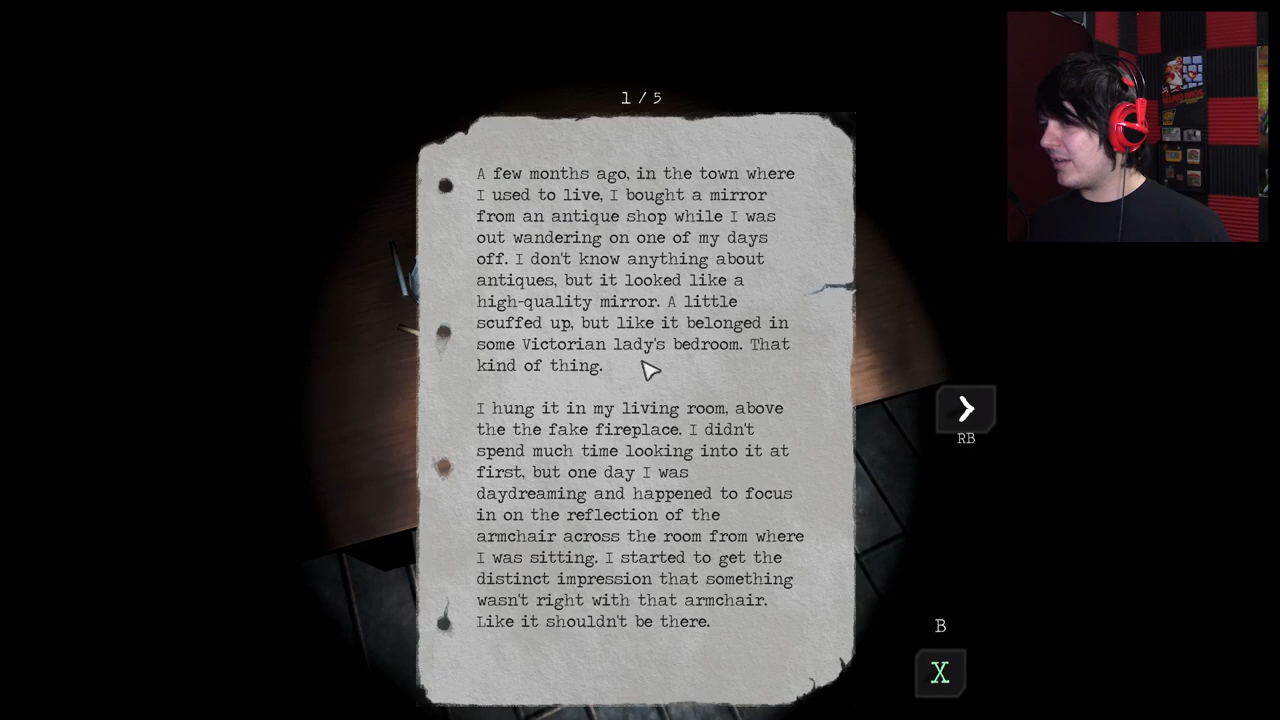 1 / 5
A few months ago, in the town where
I used to live, I bought a mirror
from an antique shop while I was
out wandering on one of my days
off. I don't know anything about
antiques, but it looked like a
high-quality mirror. A little
scuffed up, but like it belonged in
some Victorian lady's bedroom. That
kind of thing.
I hung it in my living room, above
the the fake fireplace. I didn't
spend much time looking into it at
first, but one day I was
daydreaming and happened to focus
in on the reflection of the
armchair across the room from where
I was sitting. I started to get the
distinct impression that something
wasn't right with that armchair.
Like it shouldn't be there.
RB
B
X